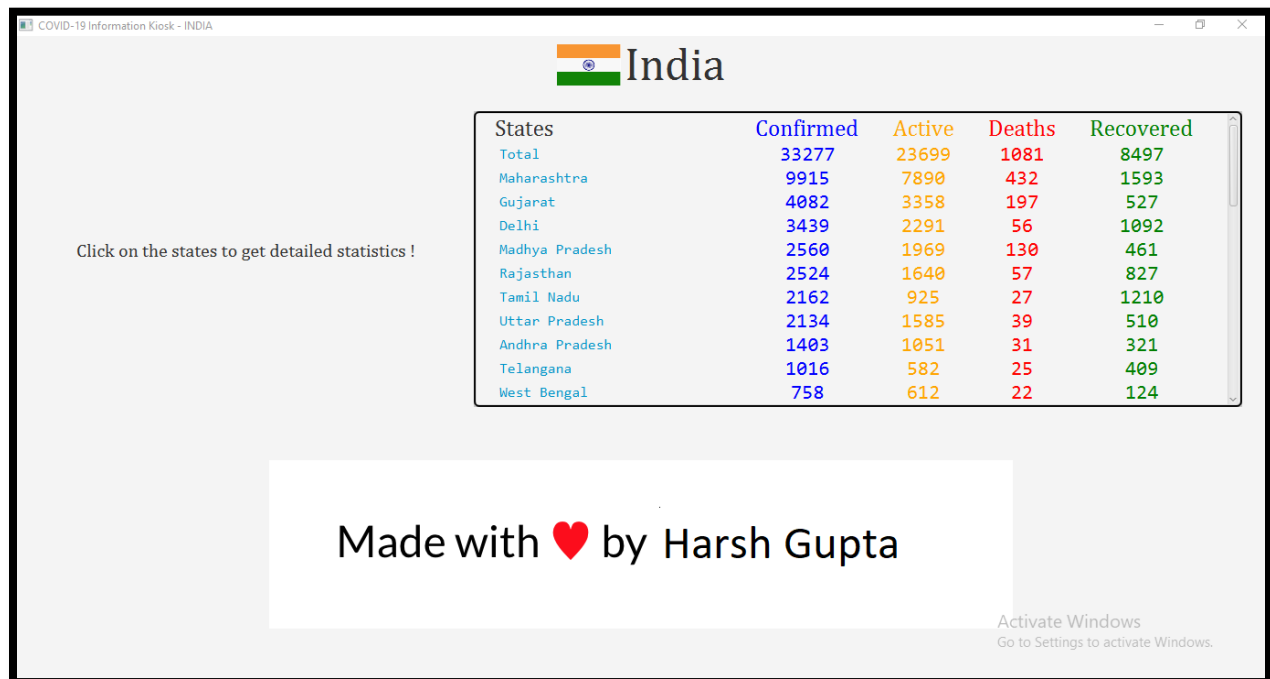 COVID-19 Information Kiosk - INDIA
India
States Confirmed Active Deaths Recovered
Total 33277 23699 1081 8497
Maharashtra 9915 7890 432 1593
Gujarat 4082 3358 197 527
Delhi 3439 2291 56 1092
Click on the states to get detailed statistics !
Madhya Pradesh 2560 1969 130 461
Rajasthan 2524 1640 57 827
Tamil Nadu 2162 925 27 1210
Uttar Pradesh 2134 1585 39 510
Andhra Pradesh 1403 1051 31 321
Telangana 1016 582 25 409
West Bengal 758 612 22 124
Made with ♥ by Harsh Gupta
Activate Windows
Go to Settings to activate Windows.